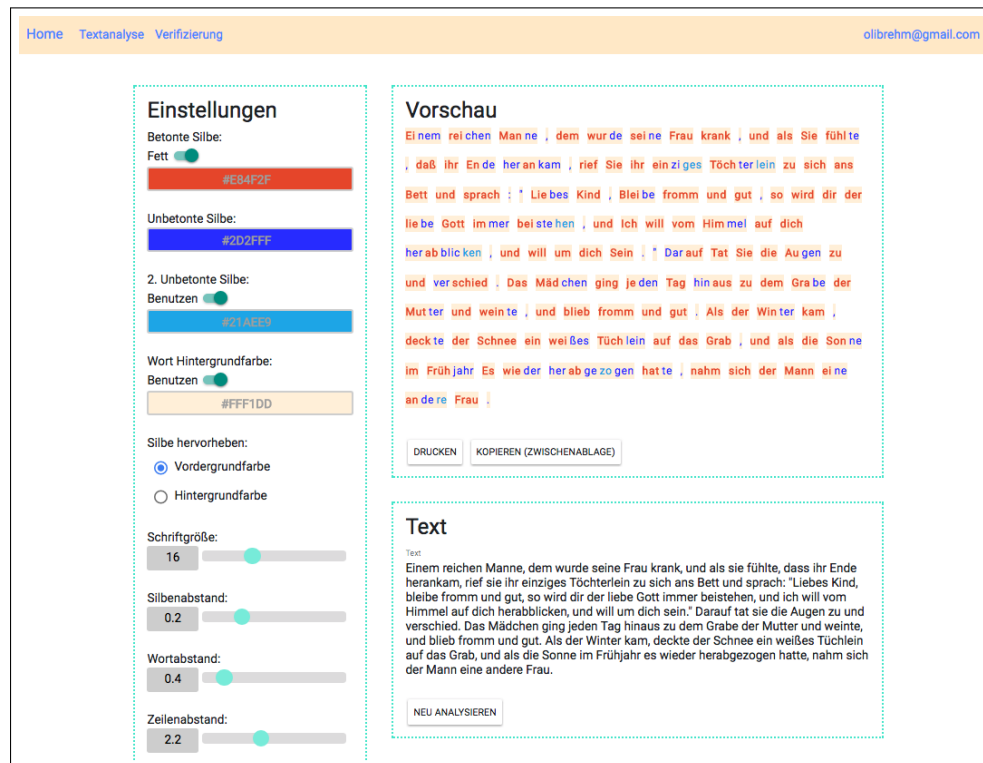 Home Textanalyse Verifizierung olibrehm@gmail.com
Einstellungen
Betonte Silbe:
Fett
#E84F2F
Unbetonte Silbe:
#2D2FFF
2. Unbetonte Silbe:
Benutzen
#21AEE9
Wort Hintergrundfarbe:
Benutzen
#FFF1DD
Silbe hervorheben:
Vordergrundfarbe
Hintergrundfarbe
Schriftgröße:
16
Silbenabstand:
0.2
Wortabstand:
0.4
Zeilenabstand:
2.2
Vorschau
Ei nem rei chen Man ne , dem wur de sei ne Frau krank , und als Sie fühl te
, daß ihr En de her an kam , rief Sie ihr ein zi ges Töch ter lein zu sich ans
Bett und sprach : " Lie bes Kind , Blei be fromm und gut , so wird dir der
lie be Gott im mer bei ste hen , und Ich will vom Him mel auf dich
her ab blic ken , und will um dich Sein . " Dar auf Tat Sie die Au gen zu
und ver schied . Das Mäd chen ging je den Tag hin aus zu dem Gra be der
Mut ter und wein te , und blieb fromm und gut . Als der Win ter kam ,
deck te der Schnee ein wei ßes Tüch lein auf das Grab , und als die Son ne
im Früh jahr Es wie der her ab ge zo gen hat te , nahm sich der Mann ei ne
an de re Frau .
DRUCKEN KOPIEREN (ZWISCHENABLAGE)
Text
Text
Einem reichen Manne, dem wurde seine Frau krank, und als sie fühlte, dass ihr Ende
herankam, rief sie ihr einziges Töchterlein zu sich ans Bett und sprach: "Liebes Kind,
bleibe fromm und gut, so wird dir der liebe Gott immer beistehen, und ich will vom
Himmel auf dich herabblicken, und will um dich sein." Darauf tat sie die Augen zu und
verschied. Das Mädchen ging jeden Tag hinaus zu dem Grabe der Mutter und weinte,
und blieb fromm und gut. Als der Winter kam, deckte der Schnee ein weißes Tüchlein
auf das Grab, und als die Sonne im Frühjahr es wieder herabgezogen hatte, nahm sich
der Mann eine andere Frau.
NEU ANALYSIEREN